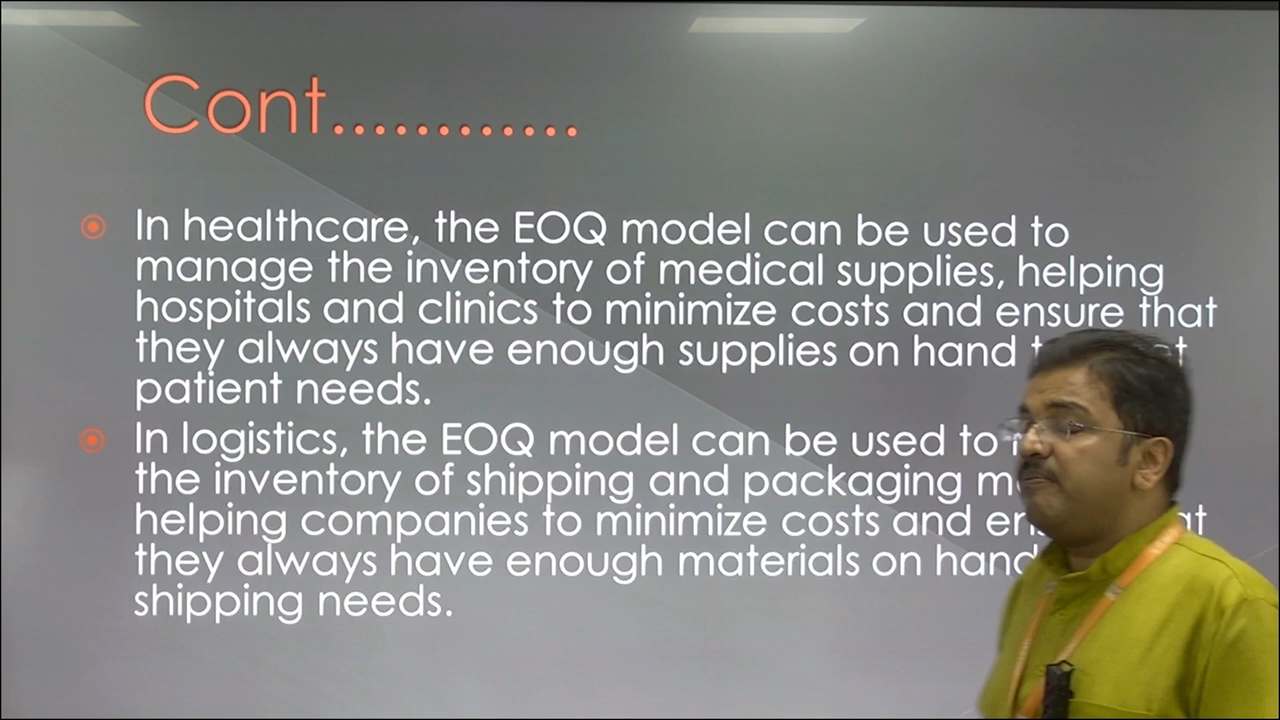 Cont............
In healthcare, the EOQ model can be used to
manage the inventory of medical supplies, helping
hospitals and clinics to minimize costs and ensure that
they always have enough supplies on hand
patient needs.
In logistics, the EOQ model can be used to
the inventory of shipping and packaging
helping companies to minimize costs and
they always have enough materials on hand
shipping needs.